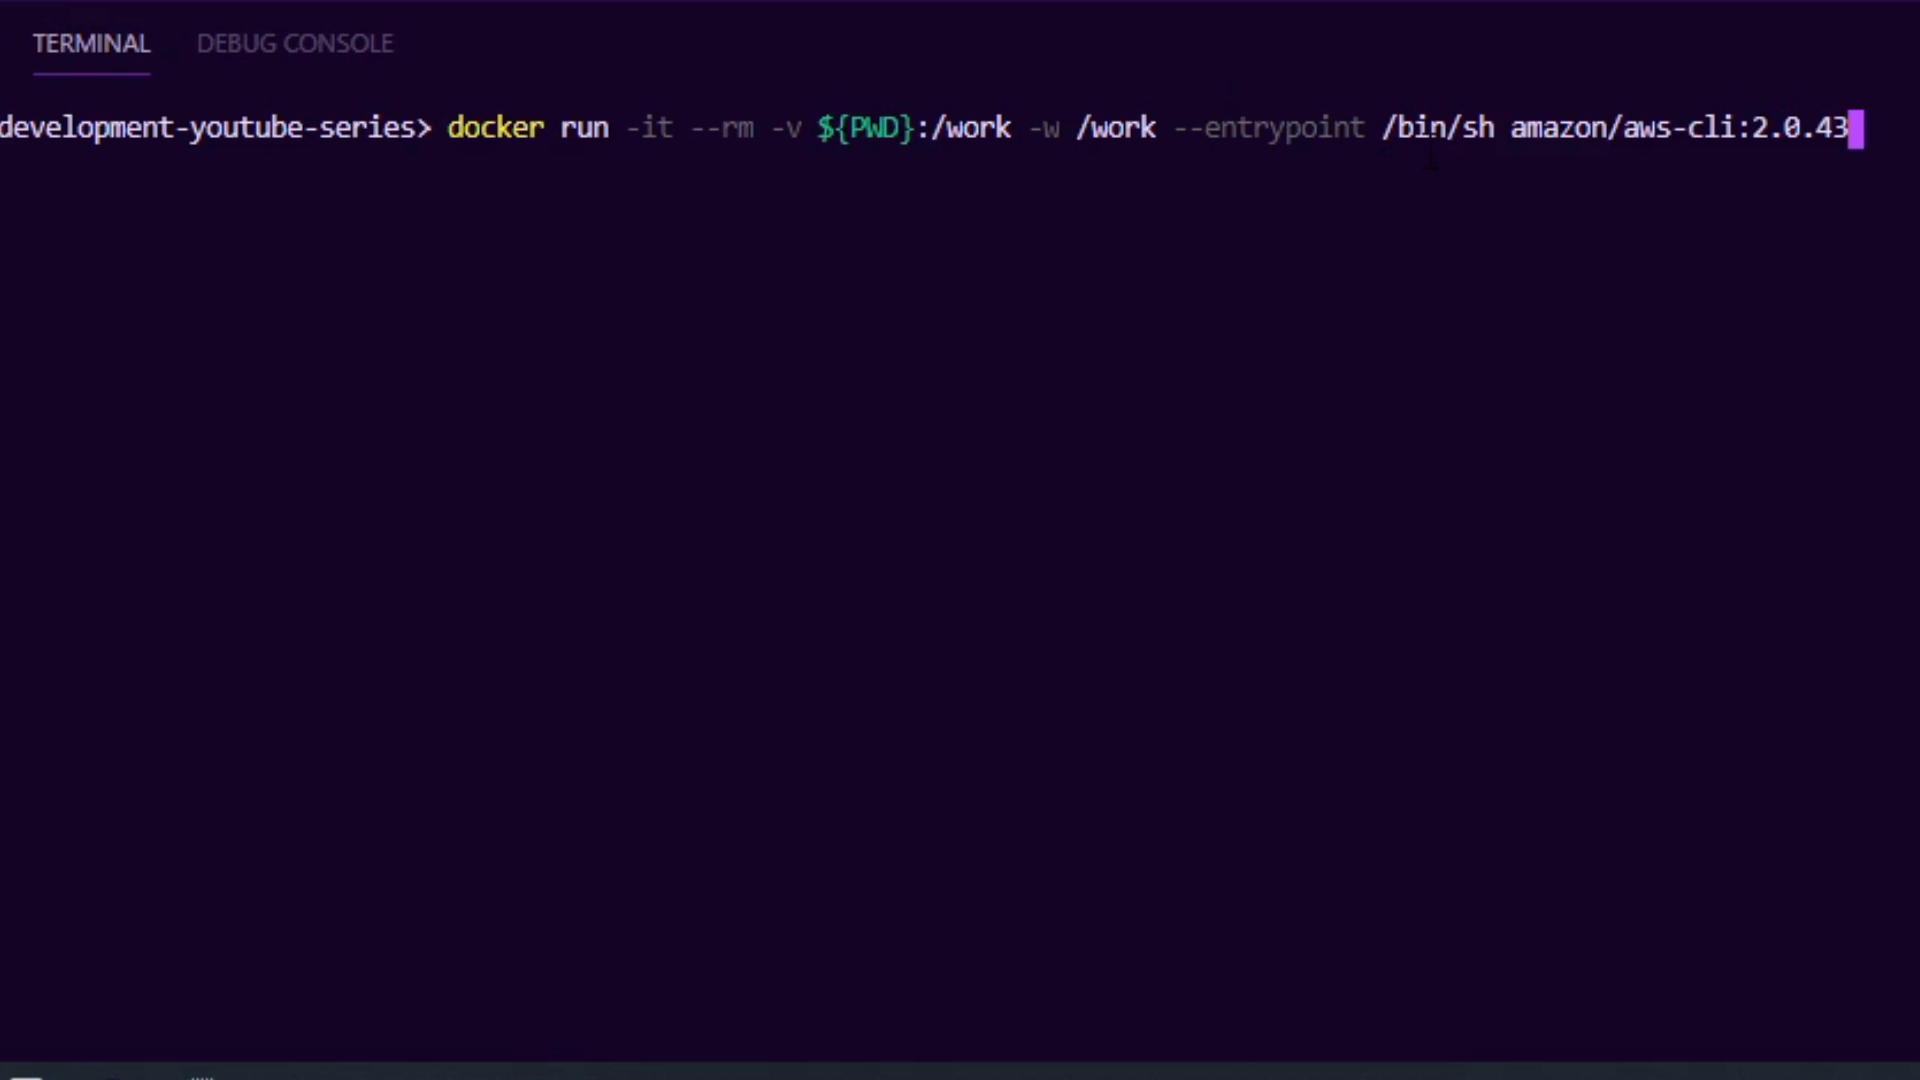 TERMINAL DEBUG CONSOLE
development-youtube-series> docker run -it --rm -v ${PWD}:/work -w /work --entrypoint /bin/sh amazon/aws-cli:2.0.43